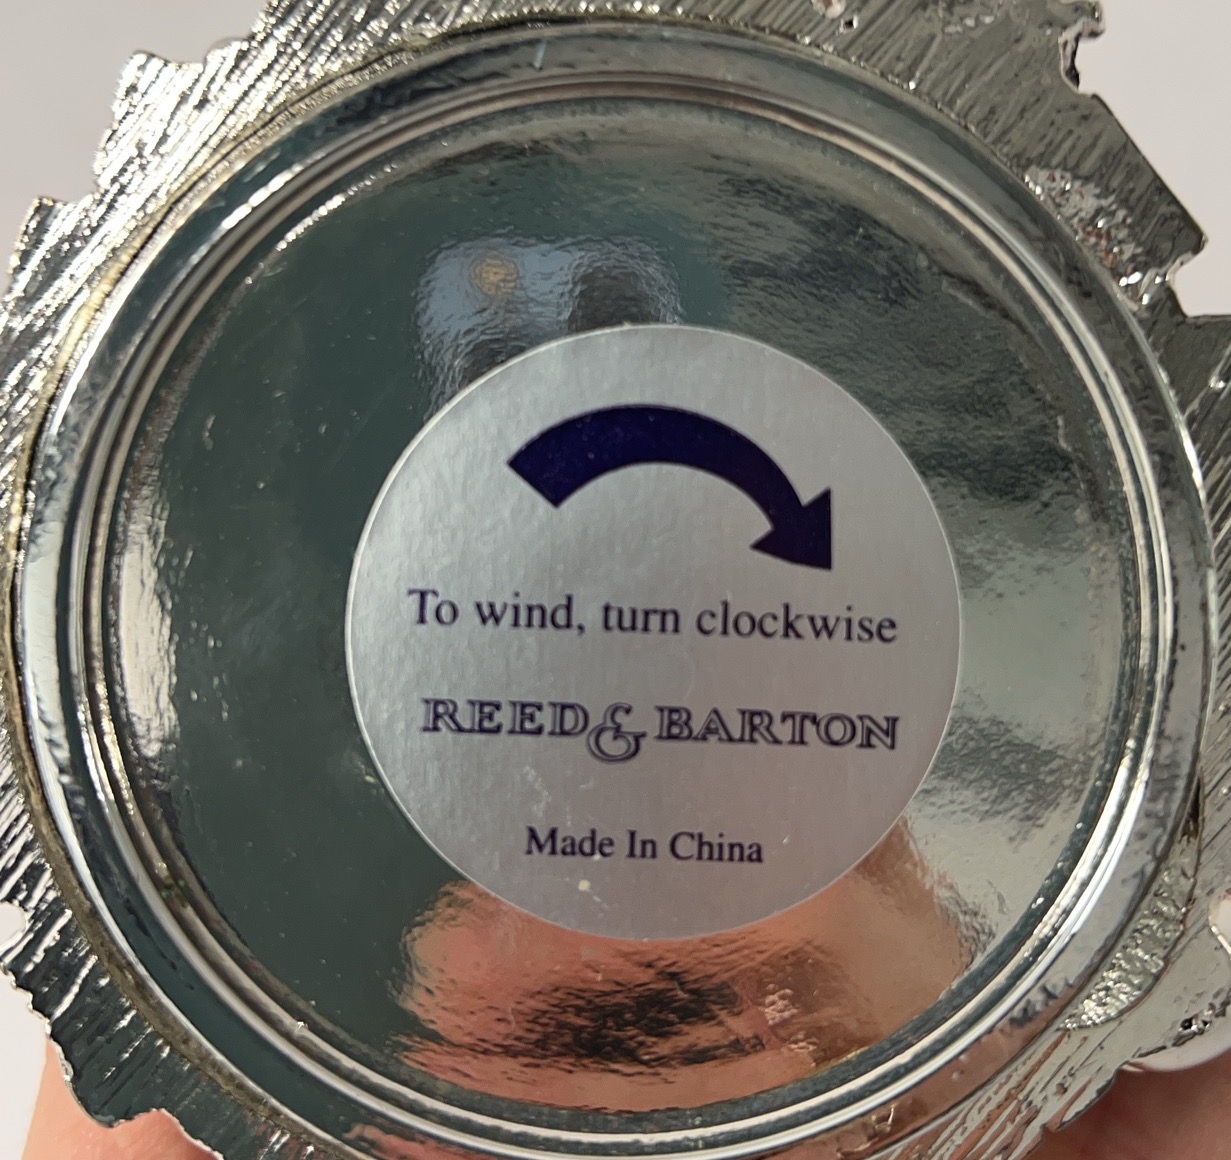 To wind, turn clockwise
REED & BARTON
Made In China